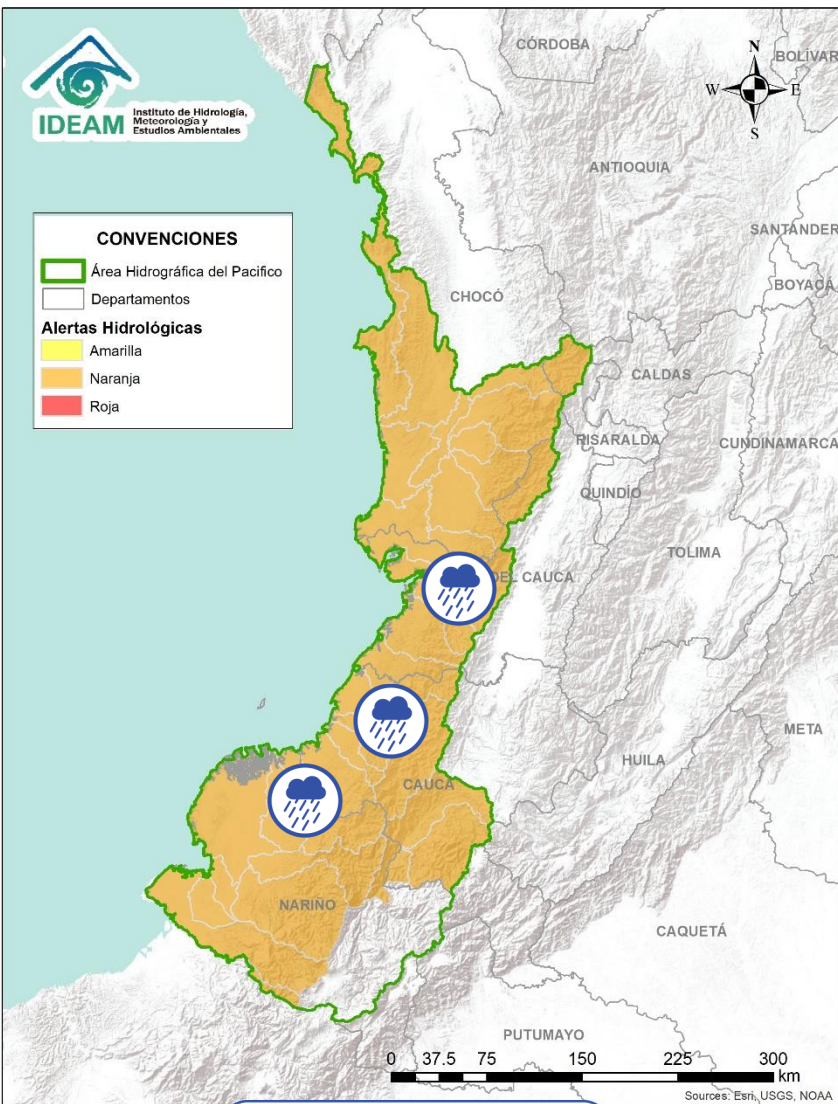 IDEAM
Instituto de Hidrología,
Meteorología y
Estudios Ambientales
CÓRDOBA
BOLÍVAR
N
W
E
S
ANTIOQUIA
SANTANDER
BOYACÁ
CONVENCIONES
Área Hidrográfica del Pacifico
Departamentos
Alertas Hidrológicas
Amarilla
Naranja
Roja
CHOCÓ
CALDAS
RISARALDA
CUNDINAMARCA
QUINDÍO
TOLIMA
DEL CAUCA
META
HUILA
CAUCA
NARIÑO
CAQUETÁ
PUTUMAYO
0 37.5 75 150 225 300
km
Sources: Esri, USGS, NOAA